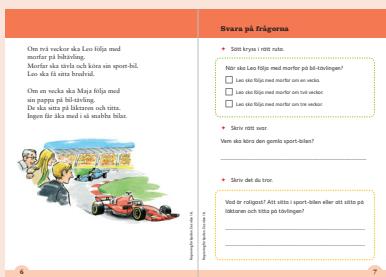 Om två veckor ska Leo följa med
morfar på biltävling.
Morfar ska tävla och köra sin sport-bil.
Leo ska få sitta bredvid.
Om en vecka ska Maja följa med
sin pappa på bil-tävling.
De ska sitta på läktaren och titta.
Ingen får åka med i så snabba bilar.
6
Svara på frågorna
Sätt kryss i rätt ruta.
När ska Leo följa med morfar på bil-tävlingen?
Leo ska följa med morfar om en vecka.
Leo ska följa med morfar om två veckor.
Leo ska följa med morfar om tre veckor.
Skriv rätt svar.
Vem ska köra den gamla sport-bilen?
Skriv det du tror.
Vad är roligast? Att sitta i sport-bilen eller att sitta på
läktaren och titta på tävlingen?
7